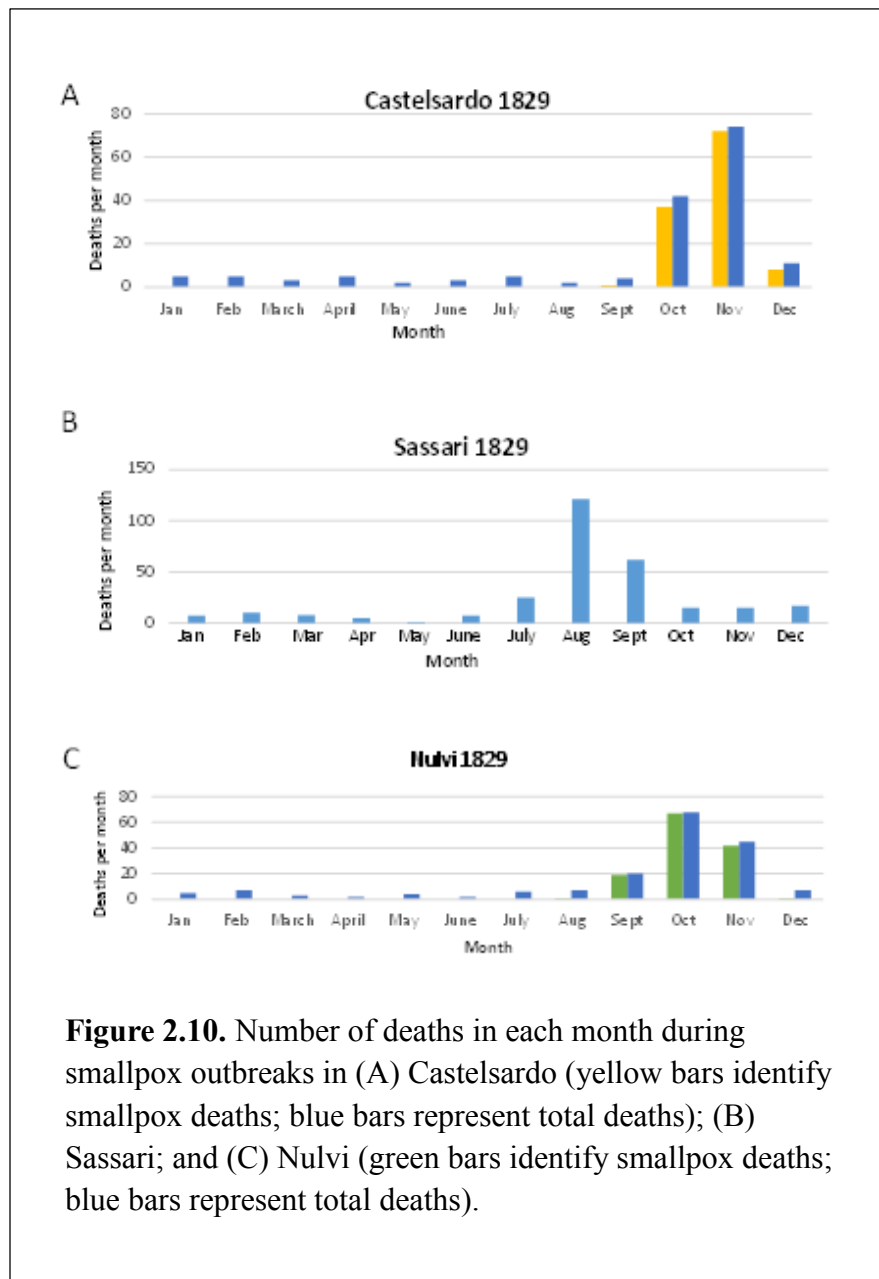 A
Castelsardo 1829
80
60
40
20
0
Deaths per month
Jan Feb March April May June July Aug Sept Oct Nov Dec
Month
B
Sassari 1829
150
100
50
0
Deaths per month
Jan Feb Mar Apr May June July Aug Sept Oct Nov Dec
Month
C
Nulvi 1829
80
60
40
20
0
Deaths per month
Jan Feb March April May June July Aug Sept Oct Nov Dec
Month
Figure 2.10. Number of deaths in each month during
smallpox outbreaks in (A) Castelsardo (yellow bars identify
smallpox deaths; blue bars represent total deaths); (B)
Sassari; and (C) Nulvi (green bars identify smallpox deaths;
blue bars represent total deaths).